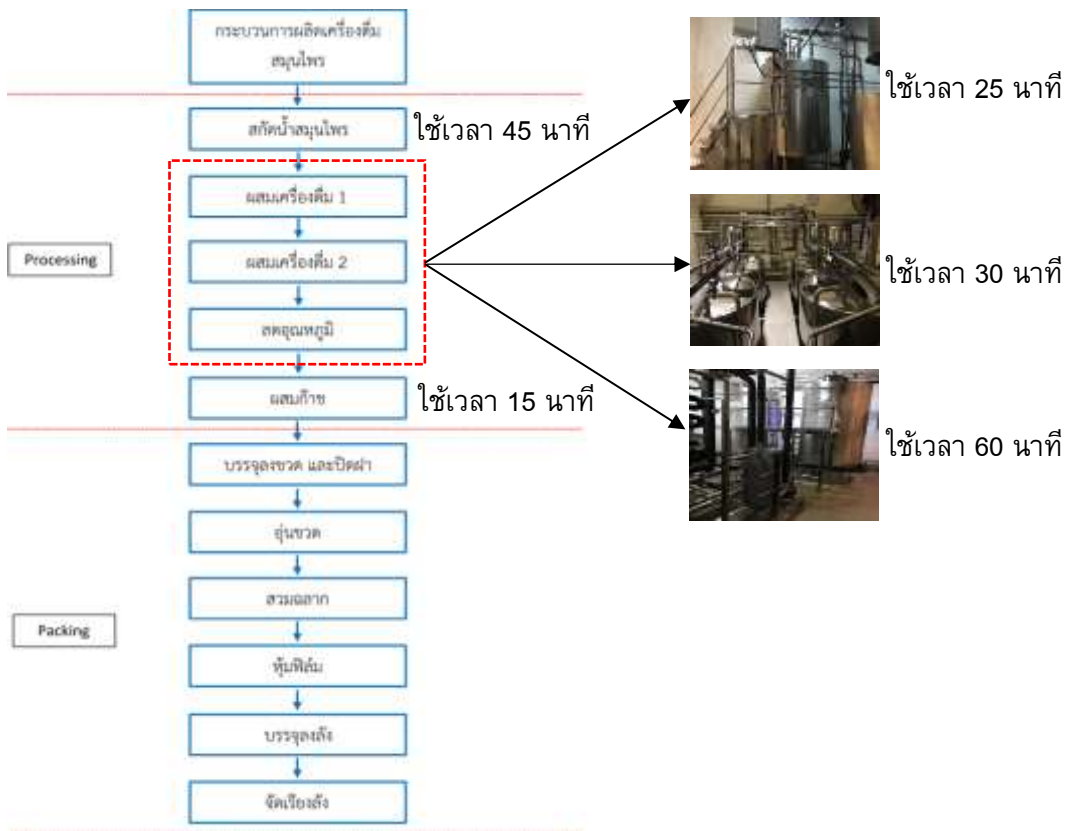 กระบวนการผลิตเครื่องดื่ม
สมุนไพร
สกัดน้ำสมุนไพร
ใช้เวลา 45 นาที
ผสมเครื่องดื่ม 1
ผสมเครื่องดื่ม 2
ลดอุณหภูมิ
ผสมก๊าซ
ใช้เวลา 15 นาที
Processing
ใช้เวลา 25 นาที
ใช้เวลา 30 นาที
ใช้เวลา 60 นาที
บรรจุลงขวด และปิดฝา
อุ่นขวด
สวมฉลาก
หุ้มฟิล์ม
บรรจุลงลัง
จัดเรียงลัง
Packing